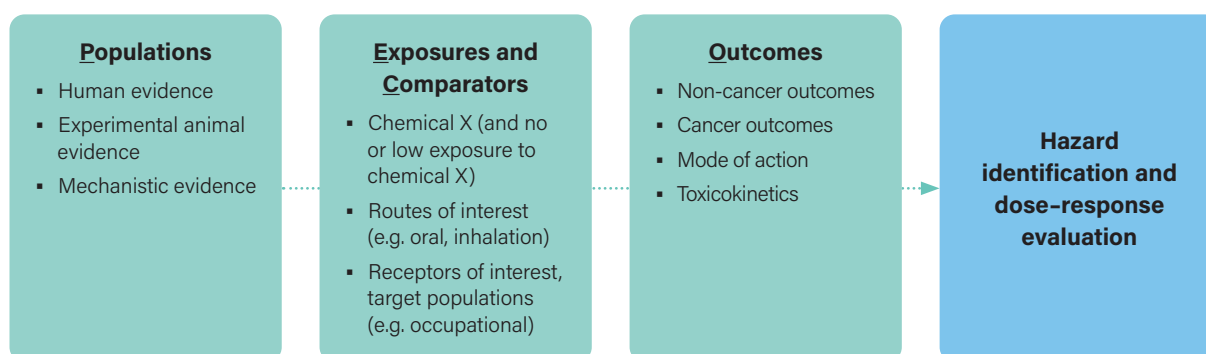 Populations
▪ Human evidence
▪ Experimental animal
evidence
▪ Mechanistic evidence
Exposures and
Comparators
▪ Chemical X (and no
or low exposure to
chemical X)
▪ Routes of interest
(e.g. oral, inhalation)
▪ Receptors of interest,
target populations
(e.g. occupational)
Outcomes
▪ Non-cancer outcomes
▪ Cancer outcomes
▪ Mode of action
▪ Toxicokinetics
Hazard
identification and
dose–response
evaluation